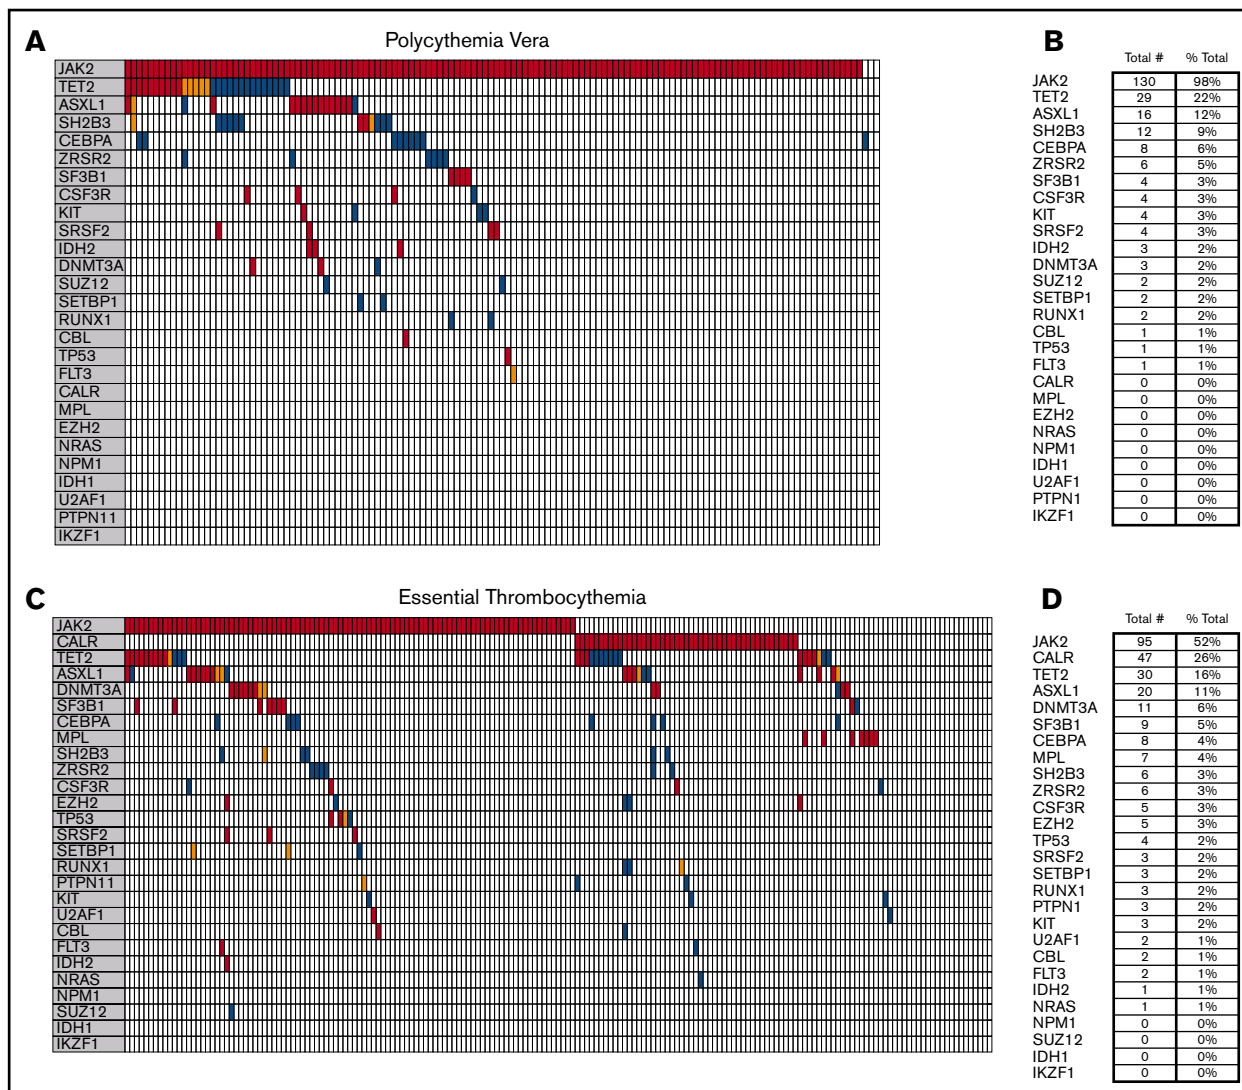 A
Polycythemia Vera
B
JAK2
TET2
ASXL1
SH2B3
CEBPA
ZRSR2
SF3B1
CSF3R
KIT
SRSF2
IDH2
DNMT3A
SUZ12
SETBP1
RUNX1
CBL
TP53
FLT3
CALR
MPL
EZH2
NRAS
NPM1
IDH1
U2AF1
PTPN11
IKZF1
Total # % Total
JAK2 130 98%
TET2 29 22%
ASXL1 16 12%
SH2B3 12 9%
CEBPA 8 6%
ZRSR2 6 5%
SF3B1 4 3%
CSF3R 4 3%
KIT 4 3%
SRSF2 4 3%
IDH2 3 2%
DNMT3A 3 2%
SUZ12 2 2%
SETBP1 2 2%
RUNX1 2 2%
CBL 1 1%
TP53 1 1%
FLT3 1 1%
CALR 0 0%
MPL 0 0%
EZH2 0 0%
NRAS 0 0%
NPM1 0 0%
IDH1 0 0%
U2AF1 0 0%
PTPN1 0 0%
IKZF1 0 0%
C
Essential Thrombocythemia
D
JAK2
CALR
TET2
ASXL1
DNMT3A
SF3B1
CEBPA
MPL
SH2B3
ZRSR2
CSF3R
EZH2
TP53
SRSF2
SETBP1
RUNX1
PTPN11
KIT
U2AF1
CBL
FLT3
IDH2
NRAS
NPM1
SUZ12
IDH1
IKZF1
Total # % Total
JAK2 95 52%
CALR 47 26%
TET2 30 16%
ASXL1 20 11%
DNMT3A 11 6%
SF3B1 9 5%
CEBPA 8 4%
MPL 7 4%
SH2B3 6 3%
ZRSR2 6 3%
CSF3R 5 3%
EZH2 5 3%
TP53 4 2%
SRSF2 3 2%
SETBP1 3 2%
RUNX1 3 2%
PTPN1 3 2%
KIT 3 2%
U2AF1 2 1%
CBL 2 1%
FLT3 2 1%
IDH2 1 1%
NRAS 1 1%
NPM1 0 0%
SUZ12 0 0%
IDH1 0 0%
IKZF1 0 0%